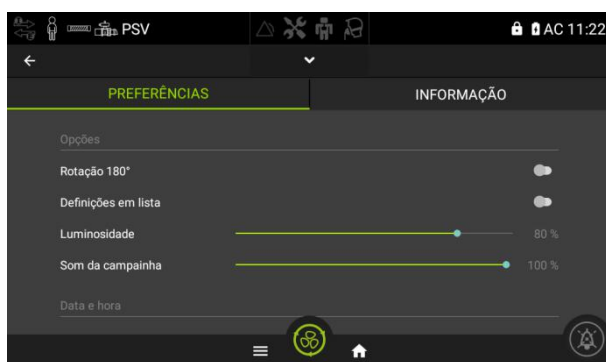 PSV AC 11:22
PREFERÊNCIAS INFORMAÇÃO
Opções
Rotação 180°
Definições em lista
Luminosidade 80 %
Som da campainha 100 %
Data e hora